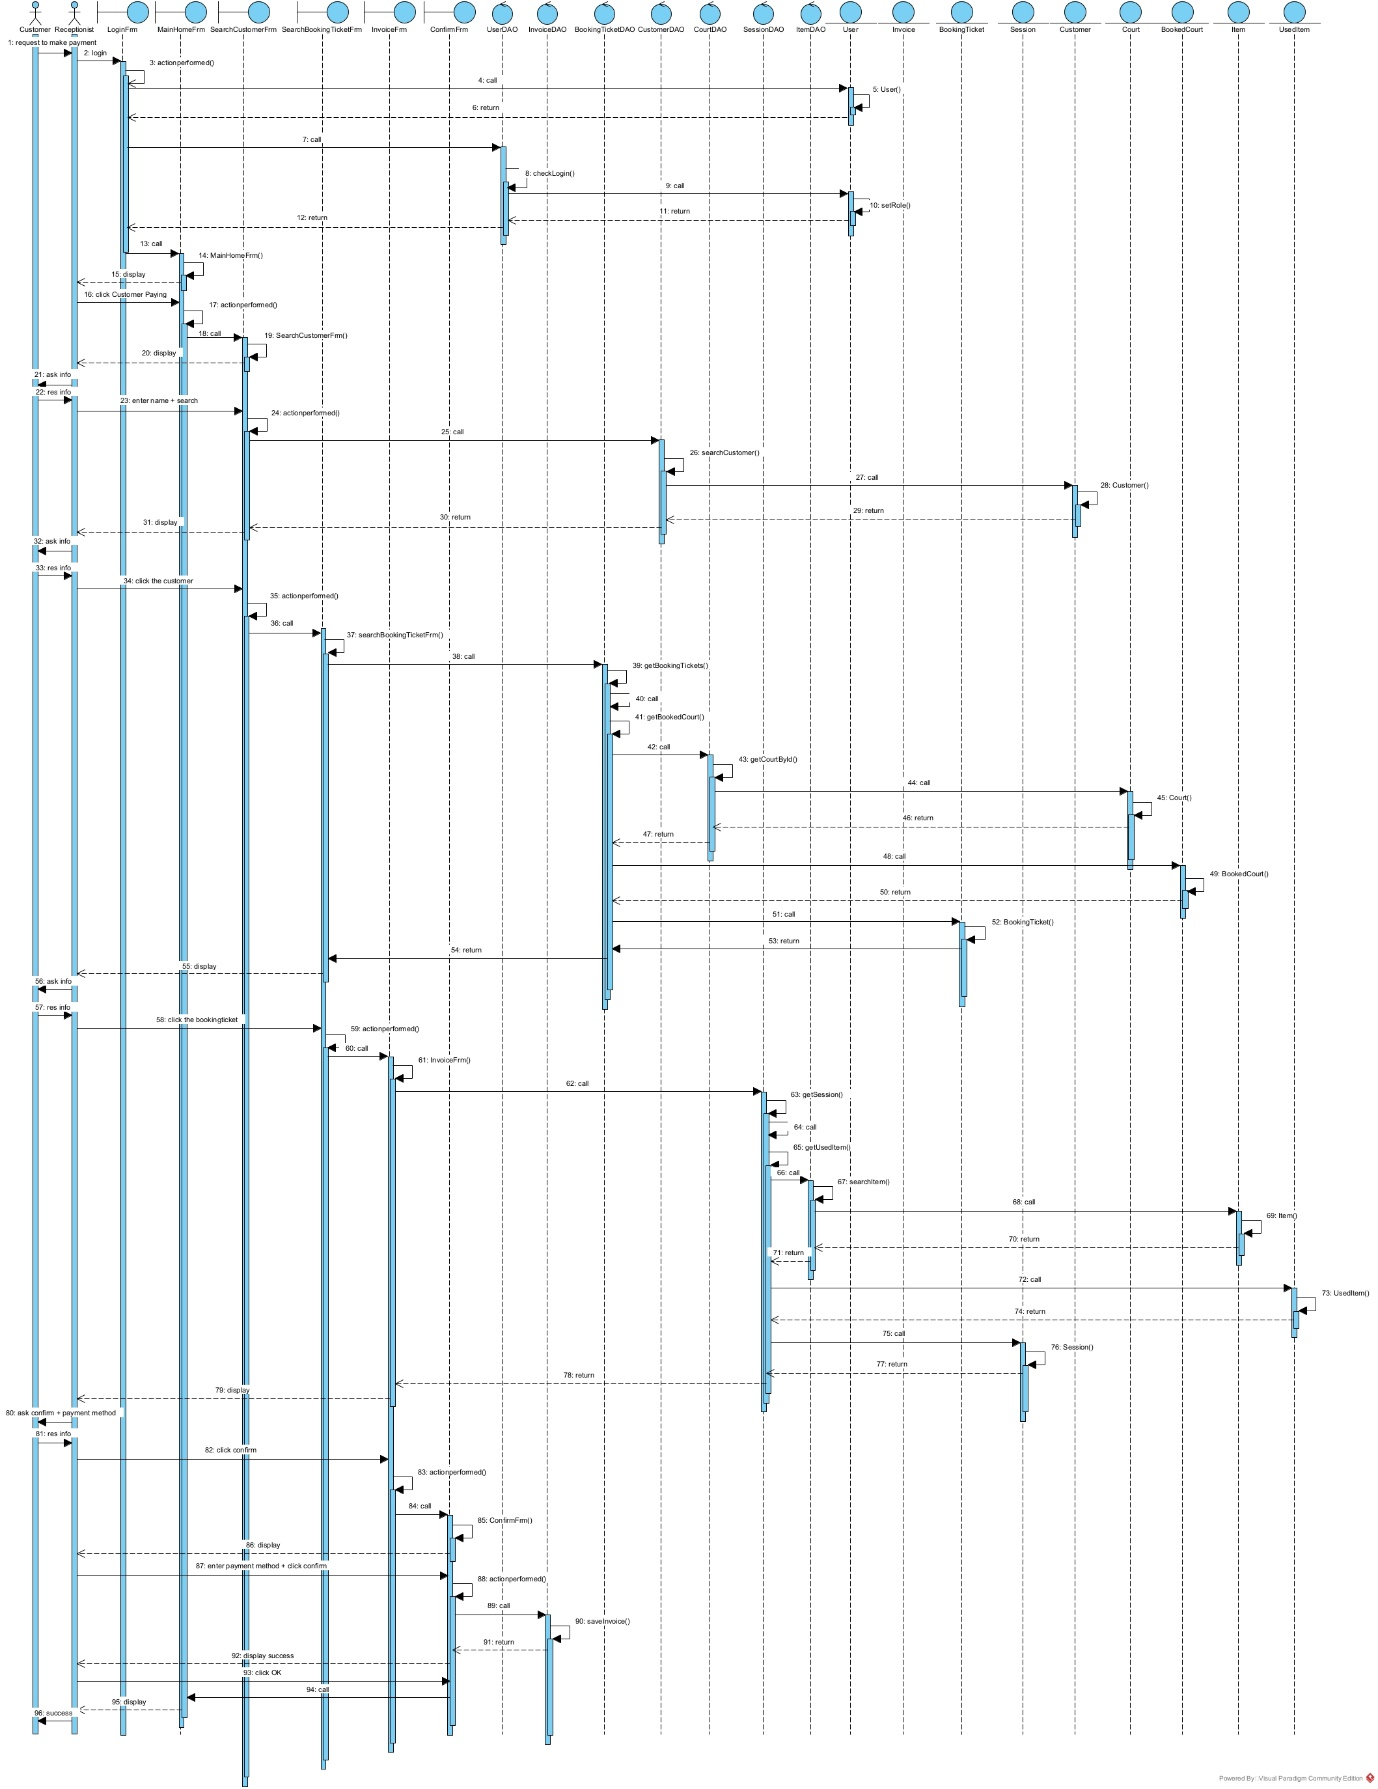 Customer
Receptionist
LoginFrm
MainHomeFrm
SearchCustomerFrm
SearchBookingTicketFrm
InvoiceFrm
ConfirmFrm
UserDAO
InvoiceDAO
BookingTicketDAO
CustomerDAO
CourtDAO
SessionDAO
ItemDAO
User
Invoice
BookingTicket
Session
Customer
Court
BookedCourt
Item
UsedItem
1: request to make payment
2: login
3: actionperformed()
4: call
5: User()
6: return
7: call
8: checkLogin()
9: call
10: setRole()
11: return
12: return
13: call
14: MainHomeFrm()
15: display
16: click Customer Paying
17: actionperformed()
18: call
19: SearchCustomerFrm()
20: display
21: ask info
22: res info
23: enter name + search
24: actionperformed()
25: call
26: searchCustomer()
27: call
28: Customer()
29: return
30: return
31: display
32: ask info
33: res info
34: click the customer
35: actionperformed()
36: call
37: searchBookingTicketFrm()
38: call
39: getBookingTickets()
40: call
41: getBookedCourt()
42: call
43: getCourtById()
44: call
45: Court()
46: return
47: return
48: call
49: BookedCourt()
50: return
51: call
52: BookingTicket()
53: return
54: return
55: display
56: ask info
57: res info
58: click the bookingticket
59: actionperformed()
60: call
61: InvoiceFrm()
62: call
63: getSession()
64: call
65: getUsedItem()
66: call
67: searchItem()
68: call
69: Item()
70: return
71: return
72: call
73: UsedItem()
74: return
75: call
76: Session()
77: return
78: return
79: display
80: ask confirm + payment method
81: res info
82: click confirm
83: actionperformed()
84: call
85: ConfirmFrm()
86: display
87: enter payment method + click confirm
88: actionperformed()
89: call
90: saveInvoice()
91: return
92: display success
93: click OK
94: call
95: display
96: success
Powered By: Visual Paradigm Community Edition